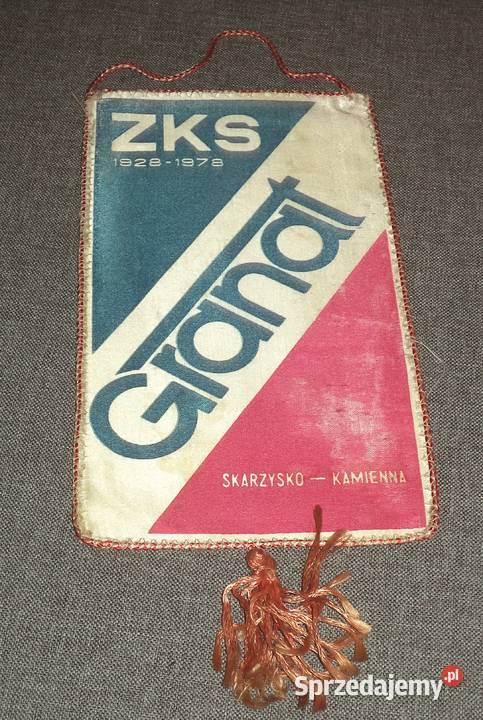 ZKS
1928-1978
Granat
SKARZYSKO — KAMIENNA
Sprzedajemy.pl